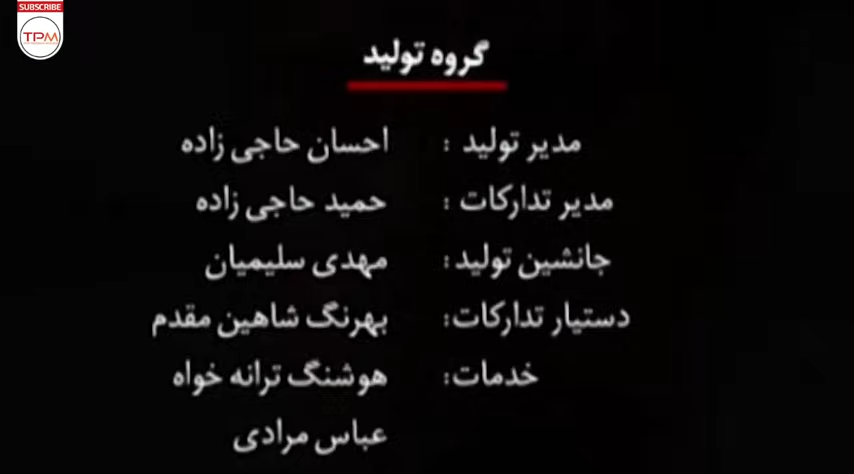 SUBSCRIBE
TPM
گروه تولید
مدیر تولید : احسان حاجی زاده
مدیر تدارکات : حمید حاجی زاده
جانشین تولید: مهدی سلیمیان
دستیار تدارکات: بهرنگ شاهین مقدم
خدمات: هوشنگ ترانه خواه
عباس مرادی